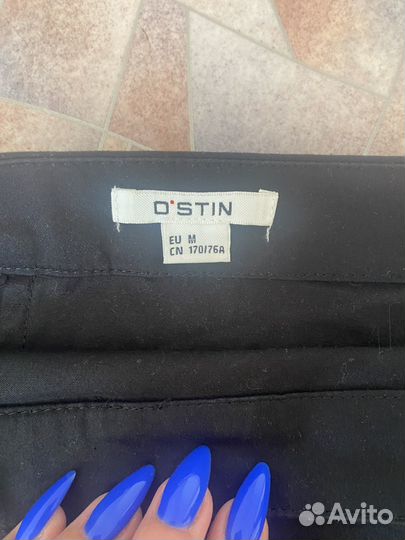 O'STIN
EU M
CN 170/76A
Avito